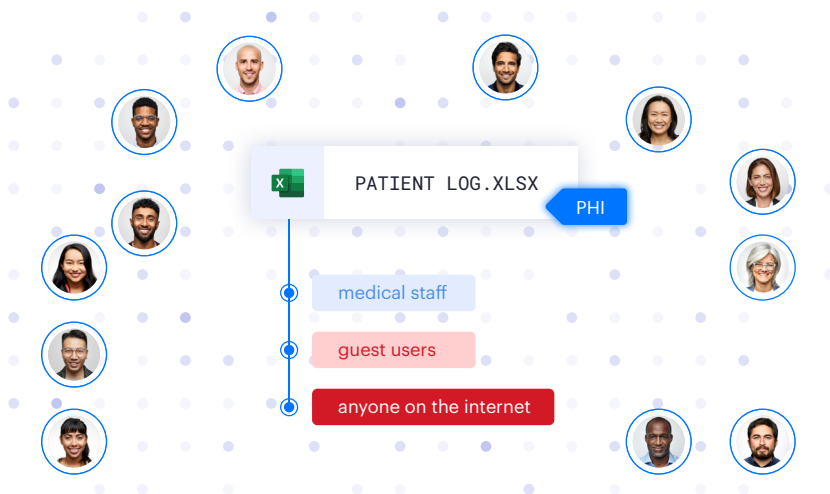 X
PATIENT LOG.XLSX
PHI
medical staff
guest users
anyone on the internet